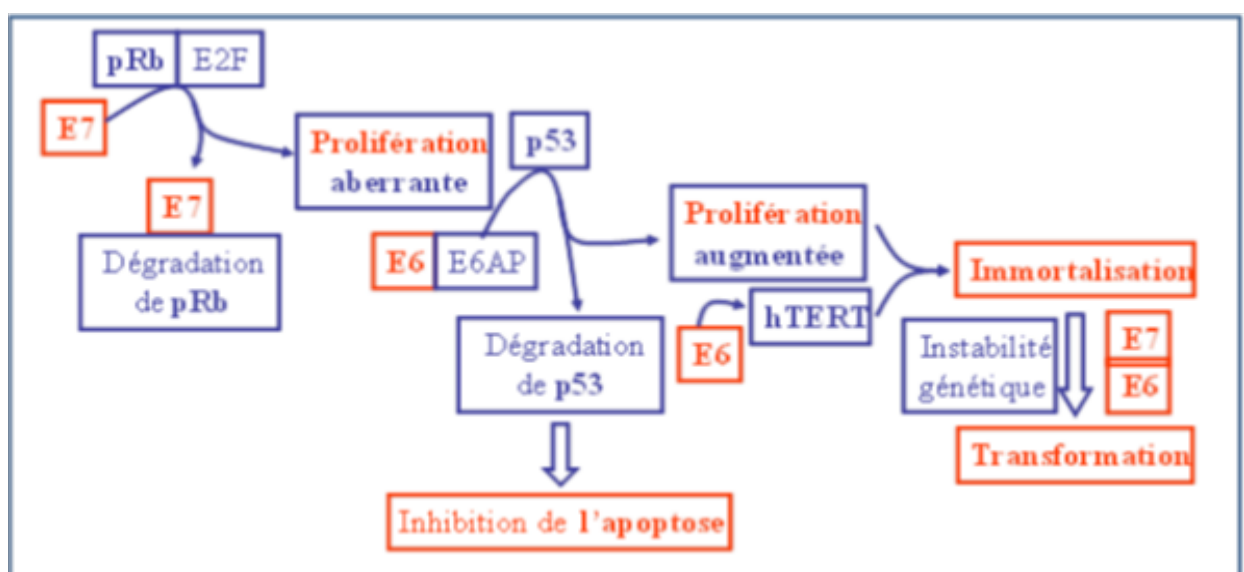 pRb E2F
E7
E7
Dégradation
de pRb
Prolifération
aberrante
p53
E6 E6AP
Dégradation
de p53
Inhibition de l'apoptose
Prolifération
augmentée
E6
hTERT
Immortalisation
Instabilité
génétique
E7
E6
Transformation